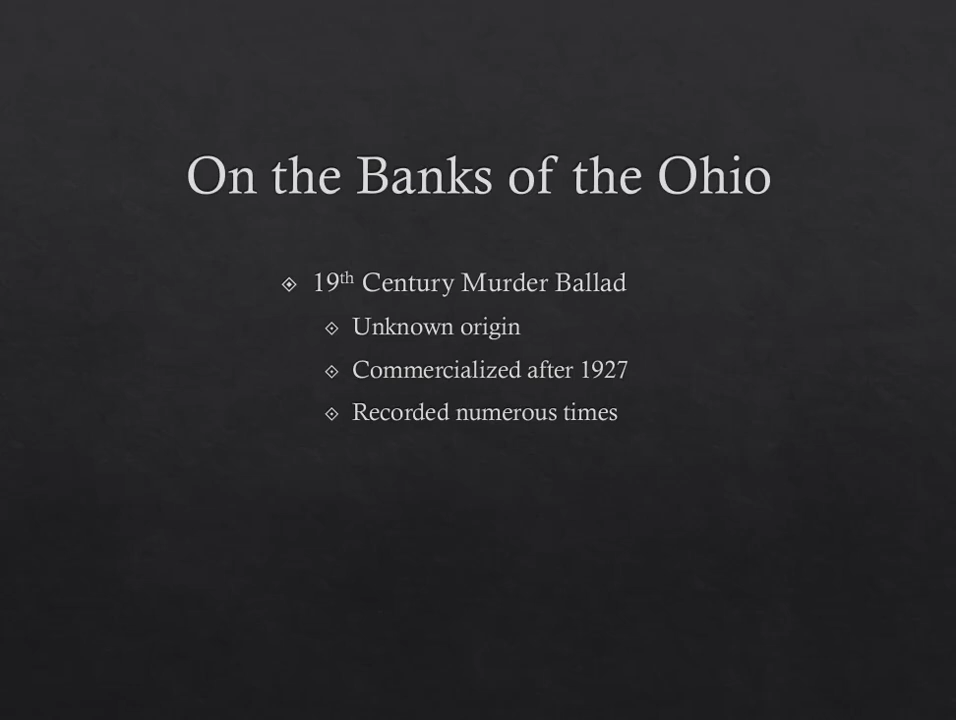 On the Banks of the Ohio
19th Century Murder Ballad
Unknown origin
Commercialized after 1927
Recorded numerous times